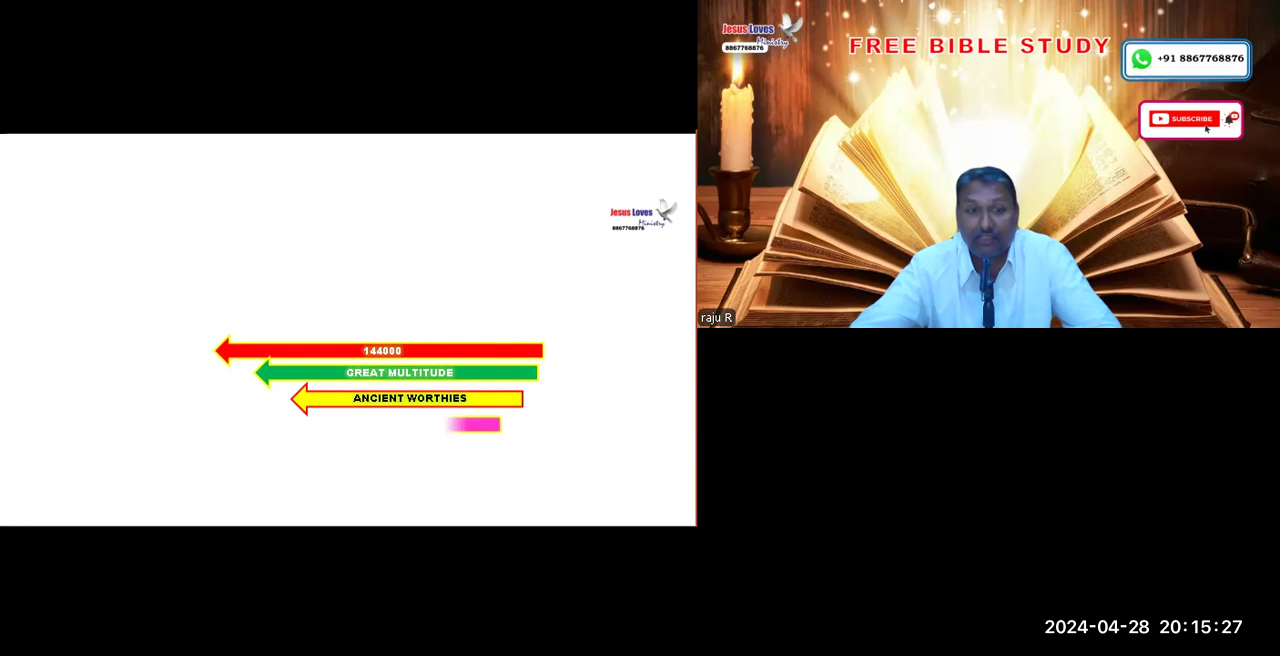 Jesus Loves
Ministry
8867768876
FREE BIBLE STUDY
+91 8867768876
SUBSCRIBE
raju R
Jesus Loves
Ministry
8867768876
144000
GREAT MULTITUDE
ANCIENT WORTHIES
2024-04-28 20:15:27